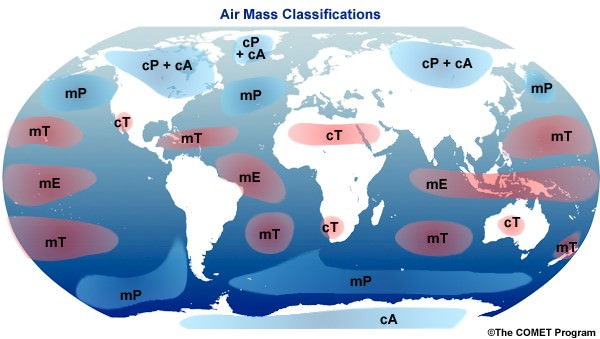 Air Mass Classifications
cP
+ cA
cP + cA
cP + cA
mP
mP
mP
cT
mT
mT
cT
mT
mE
mE
mE
mT
mT
cT
mT
cT
mT
mP
mP
cA
©The COMET Program